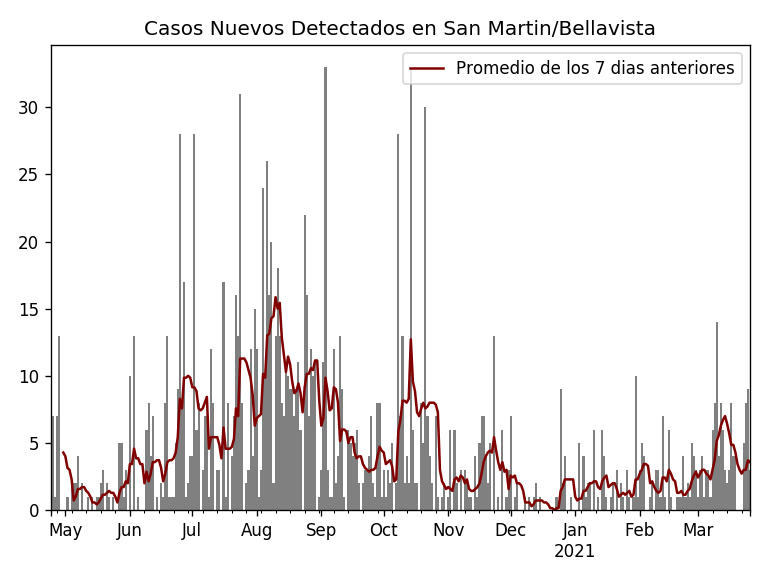 Casos Nuevos Detectados en San Martin/Bellavista
Promedio de los 7 dias anteriores
30
25
20
15
10
5
0
May Jun Jul Aug Sep Oct Nov Dec Jan Feb Mar
2021